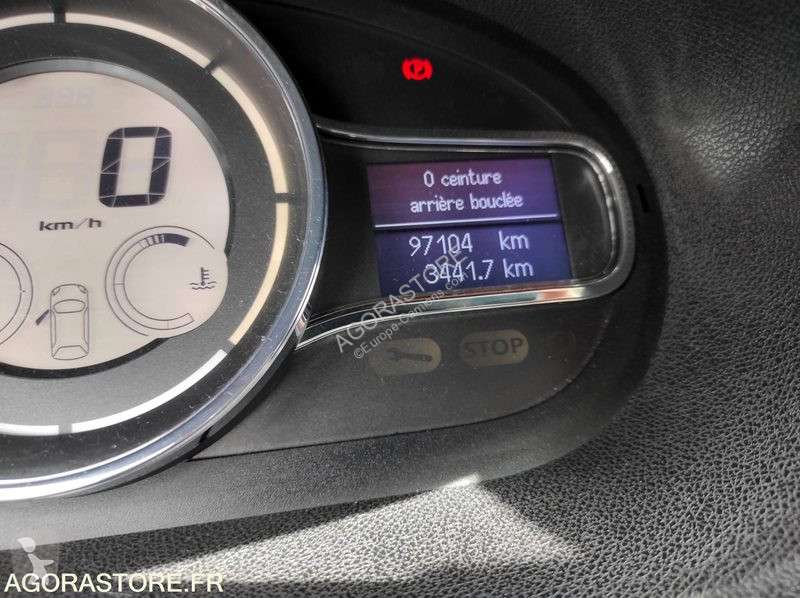 0 ceinture
arrière bouclée
0
km/h
97104 km
3441.7 km
AGORASTORE
©Europe-Camions.com
STOP
AGORASTORE.FR